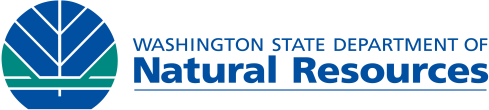 WASHINGTON STATE DEPARTMENT OF
Natural Resources